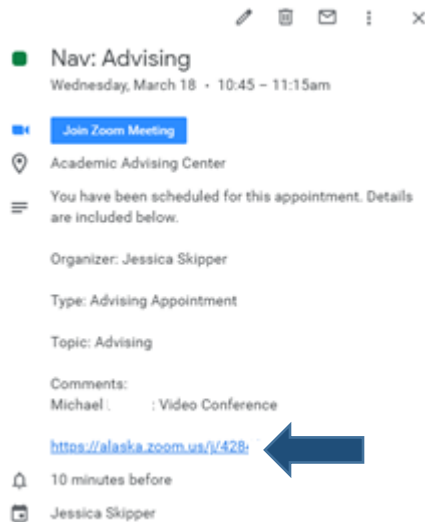 Nav: Advising
Wednesday, March 18 · 10:45 – 11:15am
Join Zoom Meeting
Academic Advising Center
You have been scheduled for this appointment. Details
are included below.
Organizer: Jessica Skipper
Type: Advising Appointment
Topic: Advising
Comments:
Michael : Video Conference
https://alaska.zoom.us/j/428
10 minutes before
Jessica Skipper